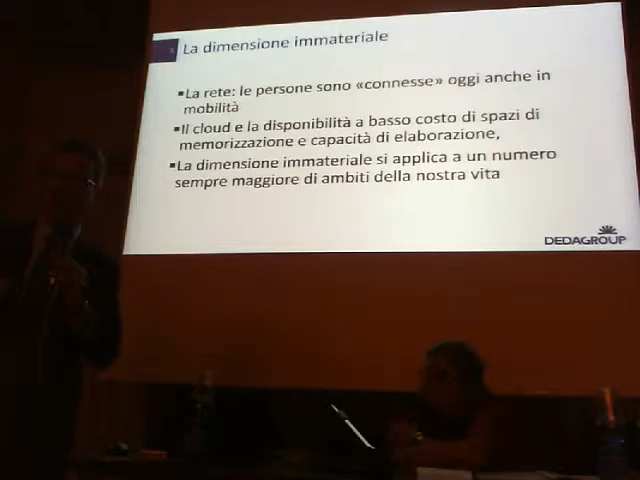 La dimensione immateriale
▪La rete: le persone sono «connesse» oggi anche in
mobilità
▪Il cloud e la disponibilità a basso costo di spazi di
memorizzazione e capacità di elaborazione,
▪La dimensione immateriale si applica a un numero
sempre maggiore di ambiti della nostra vita
DEDAGROUP